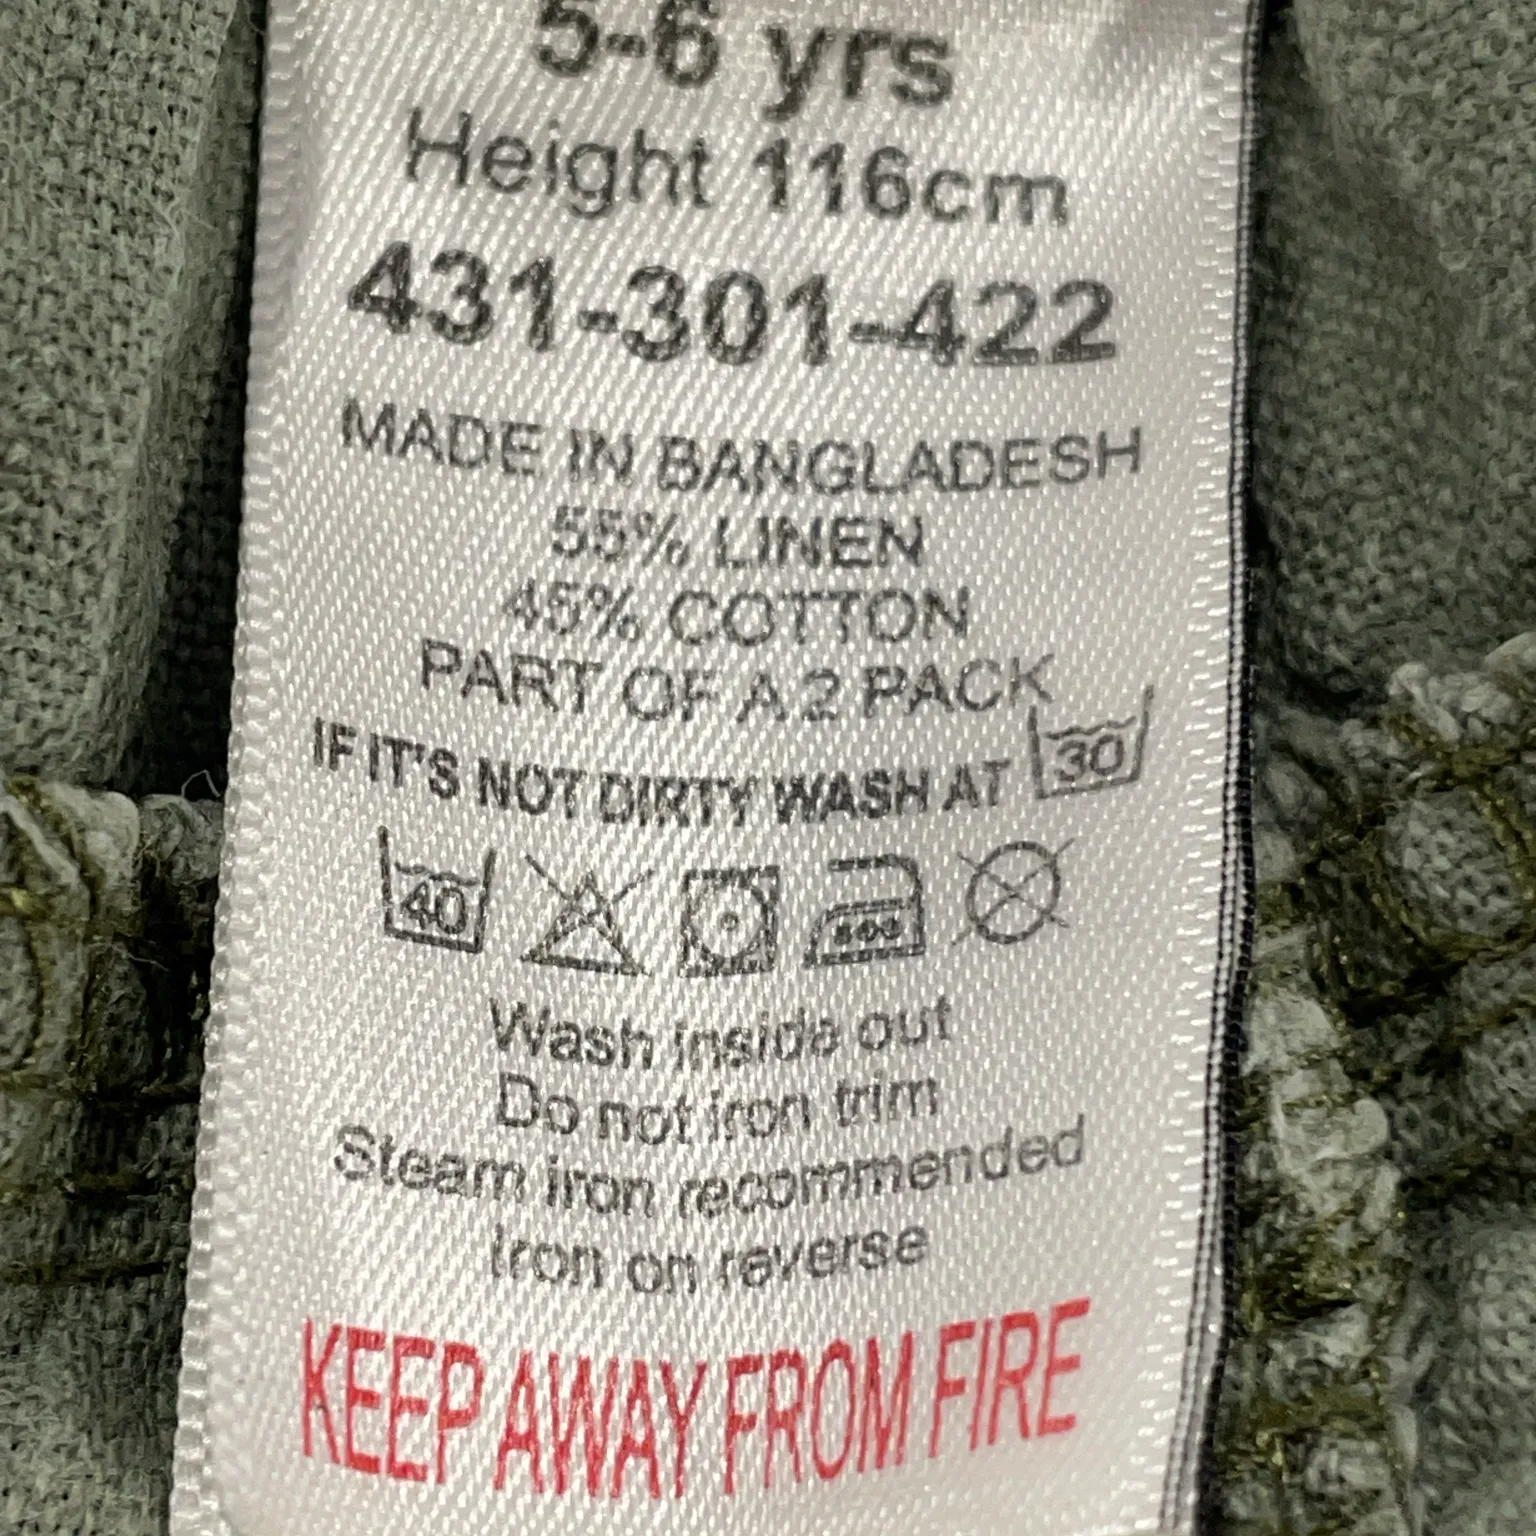 5-6 yrs
Height 116cm
431-301-422
MADE IN BANGLADESH
55% LINEN
45% COTTON
PART OF A 2 PACK
IF IT'S NOT DIRTY WASH AT 30
40
Wash inside out
Do not iron trim
Steam iron recommended
Iron on reverse
KEEP AWAY FROM FIRE